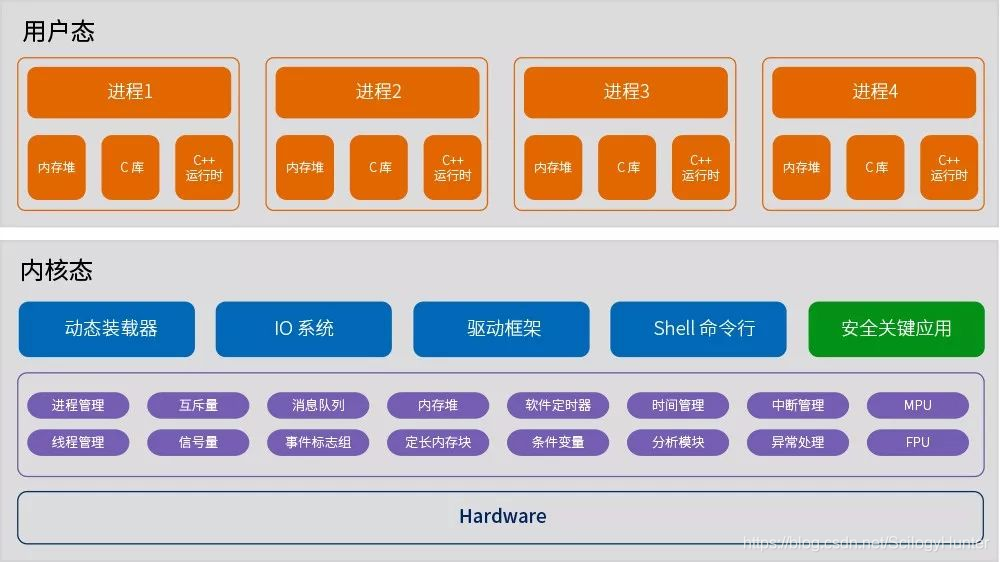 用户态
进程1
进程2
进程3
进程4
内存堆
C 库
C++
运行时
内存堆
C 库
C++
运行时
内存堆
C 库
C++
运行时
内存堆
C 库
C++
运行时
内核态
动态装载器
IO 系统
驱动框架
Shell 命令行
安全关键应用
进程管理
互斥量
消息队列
内存堆
软件定时器
时间管理
中断管理
MPU
线程管理
信号量
事件标志组
定长内存块
条件变量
分析模块
异常处理
FPU
Hardware
https://blog.csdn.net/ScilogyHunter